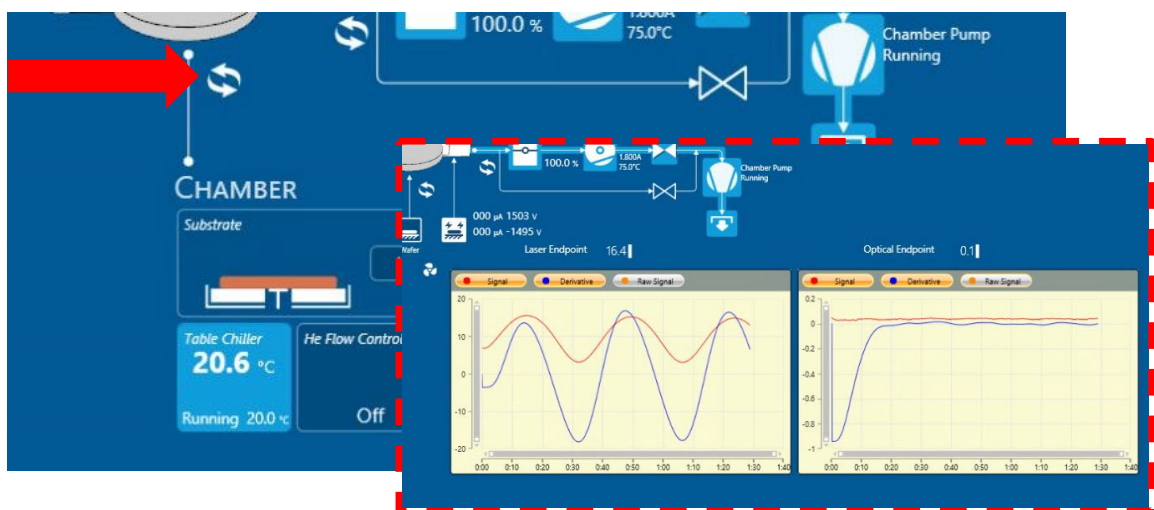 100.0 %
1.800A
75.0°C
Chamber Pump
Running
CHAMBER
Substrate
Table Chiller
20.6 °C
Running 20.0 °C
He Flow Contro
Off
100.0 %
1.800A
75.0°C
Chamber Pump
Running
000 µA 1503 v
000 µA -1495 v
Wafer
Laser Endpoint 16.4
Optical Endpoint 0.1
Signal Derivative Raw Signal
20
10
0
-10
-20
0:00 0:10 0:20 0:30 0:40 0:50 1:00 1:10 1:20 1:30 1:40
Signal Derivative Raw Signal
0.2
0
-0.2
-0.4
-0.6
-0.8
-1
0:00 0:10 0:20 0:30 0:40 0:50 1:00 1:10 1:20 1:30 1:40